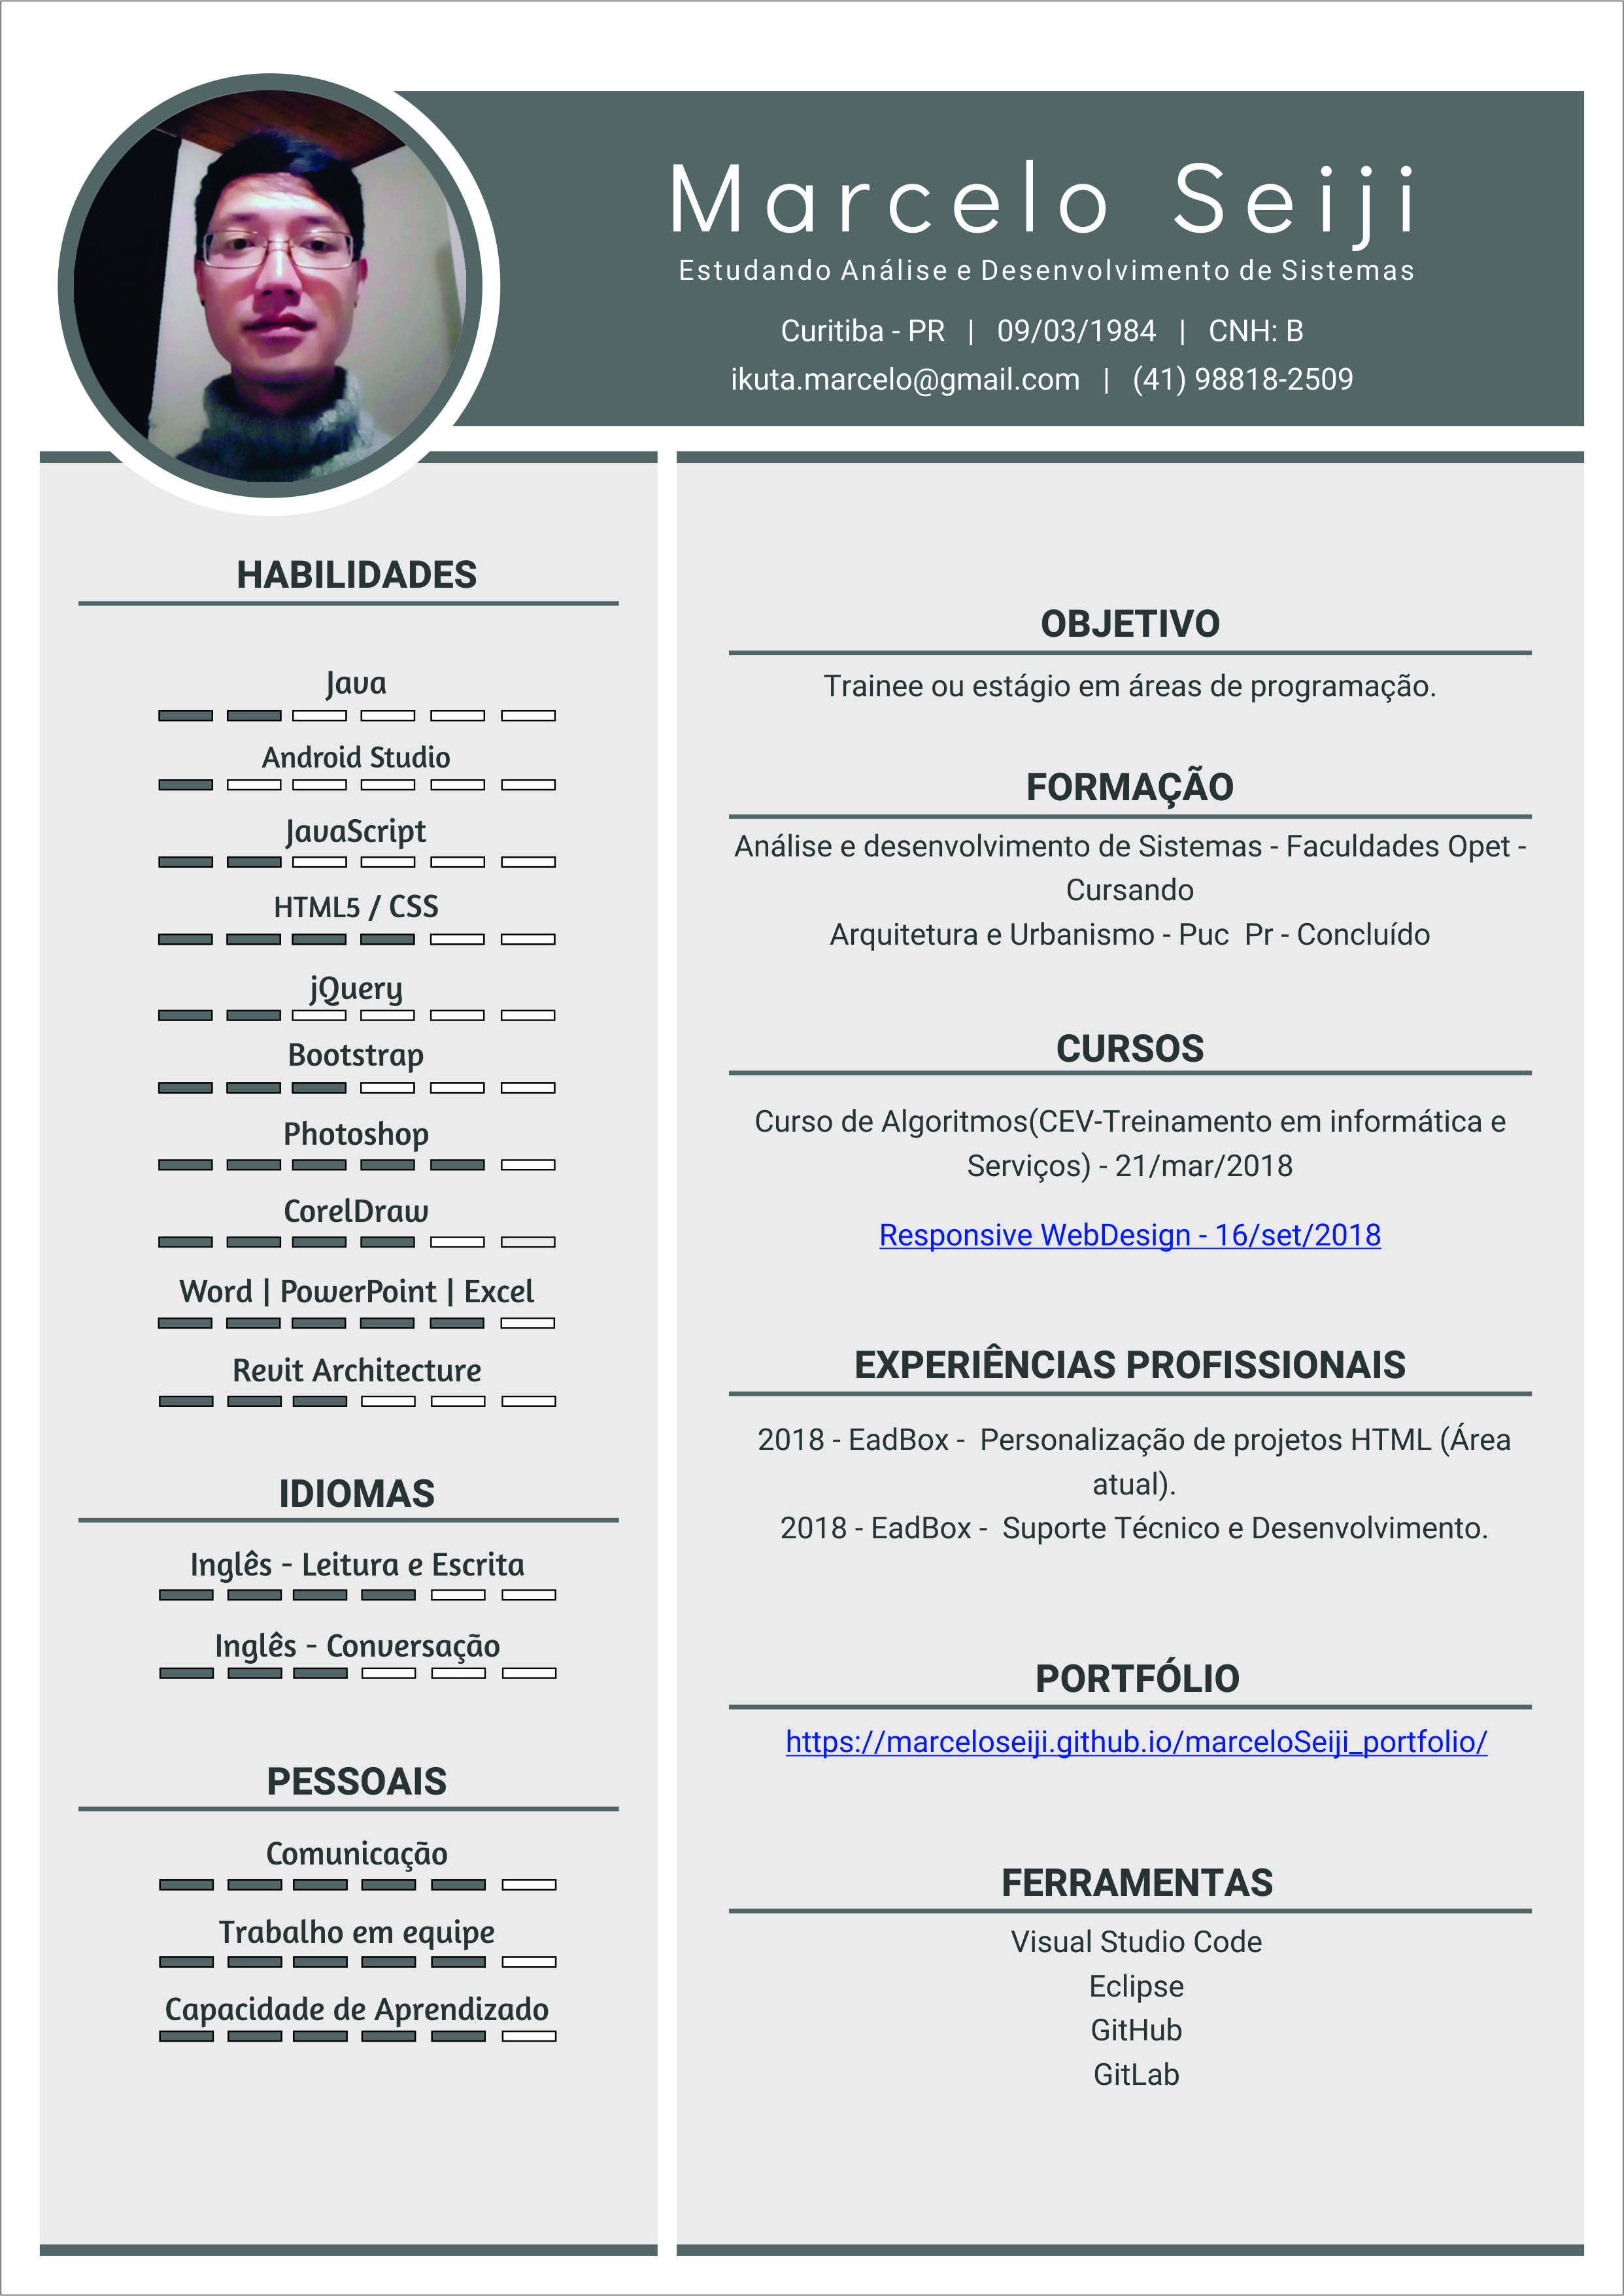 Marcelo Seiji
Estudando Análise e Desenvolvimento de Sistemas
Curitiba - PR | 09/03/1984 | CNH: B
ikuta.marcelo@gmail.com | (41) 98818-2509
HABILIDADES
Java
Android Studio
JavaScript
HTML5 / CSS
jQuery
Bootstrap
Photoshop
CorelDraw
Word | PowerPoint | Excel
Revit Architecture
IDIOMAS
Inglês - Leitura e Escrita
Inglês - Conversação
PESSOAIS
Comunicação
Trabalho em equipe
Capacidade de Aprendizado
OBJETIVO
Trainee ou estágio em áreas de programação.
FORMAÇÃO
Análise e desenvolvimento de Sistemas - Faculdades Opet -
Cursando
Arquitetura e Urbanismo - Puc Pr - Concluído
CURSOS
Curso de Algoritmos(CEV-Treinamento em informática e
Serviços) - 21/mar/2018
Responsive WebDesign - 16/set/2018
EXPERIÊNCIAS PROFISSIONAIS
2018 - EadBox - Personalização de projetos HTML (Área
atual).
2018 - EadBox - Suporte Técnico e Desenvolvimento.
PORTFÓLIO
https://marceloseiji.github.io/marceloSeiji_portfolio/
FERRAMENTAS
Visual Studio Code
Eclipse
GitHub
GitLab